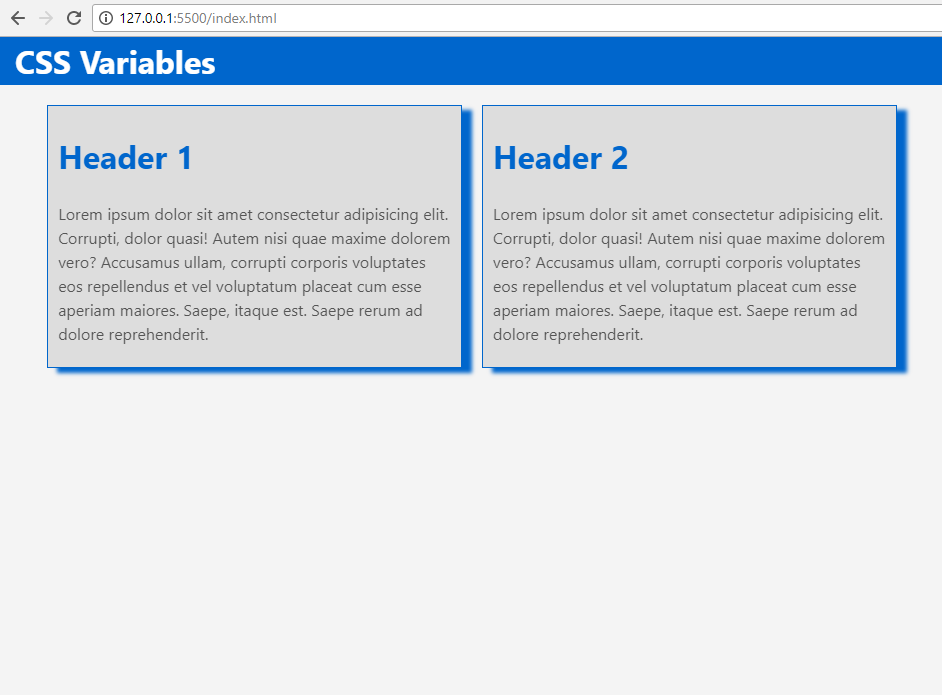 127.0.0.1:5500/index.html
CSS Variables
Header 1
Lorem ipsum dolor sit amet consectetur adipisicing elit.
Corrupti, dolor quasi! Autem nisi quae maxime dolorem
vero? Accusamus ullam, corrupti corporis voluptates
eos repellendus et vel voluptatum placeat cum esse
aperiam maiores. Saepe, itaque est. Saepe rerum ad
dolore reprehenderit.
Header 2
Lorem ipsum dolor sit amet consectetur adipisicing elit.
Corrupti, dolor quasi! Autem nisi quae maxime dolorem
vero? Accusamus ullam, corrupti corporis voluptates
eos repellendus et vel voluptatum placeat cum esse
aperiam maiores. Saepe, itaque est. Saepe rerum ad
dolore reprehenderit.